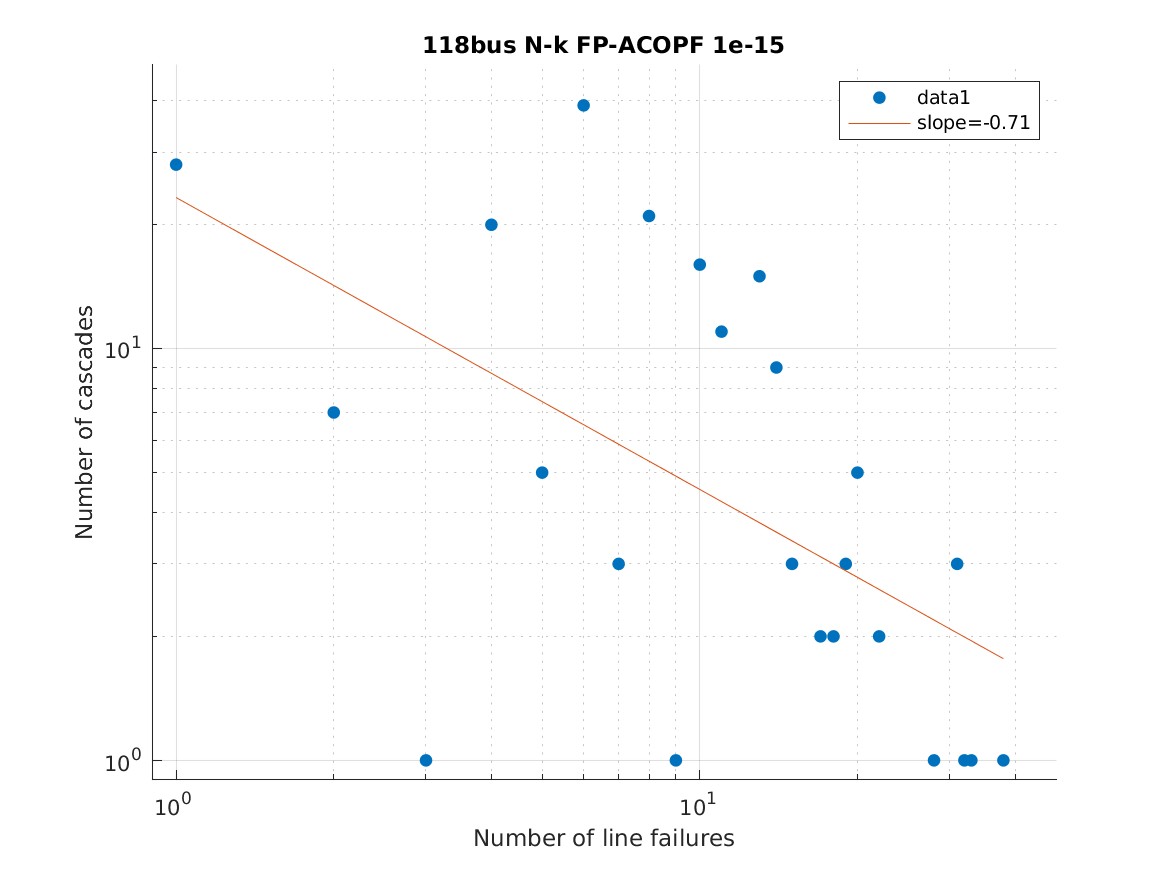 118bus N-k FP-ACOPF 1e-15
data1
slope=-0.71
Number of cascades
10^1
10^0
10^0
10^1
Number of line failures